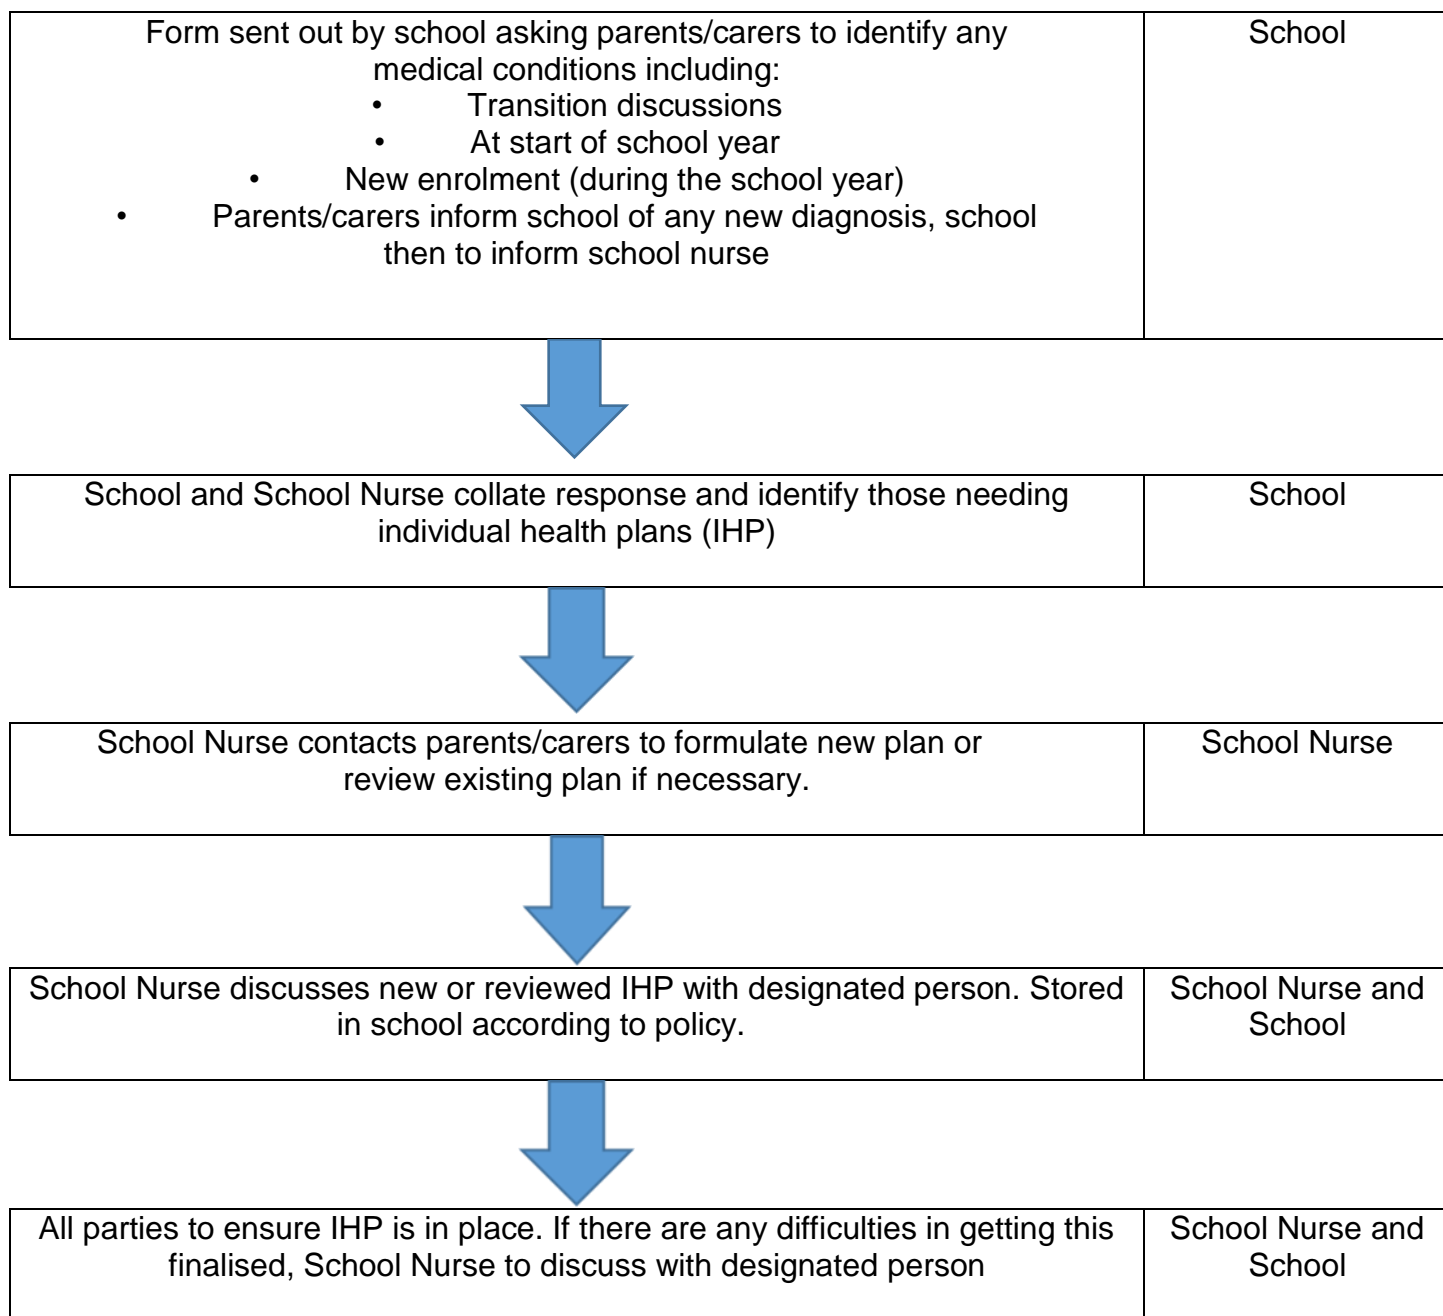 Form sent out by school asking parents/carers to identify any
medical conditions including:
• Transition discussions
• At start of school year
• New enrolment (during the school year)
• Parents/carers inform school of any new diagnosis, school
then to inform school nurse
School
School and School Nurse collate response and identify those needing
individual health plans (IHP)
School
School Nurse contacts parents/carers to formulate new plan or
review existing plan if necessary.
School Nurse
School Nurse discusses new or reviewed IHP with designated person. Stored
in school according to policy.
School Nurse and
School
All parties to ensure IHP is in place. If there are any difficulties in getting this
finalised, School Nurse to discuss with designated person
School Nurse and
School